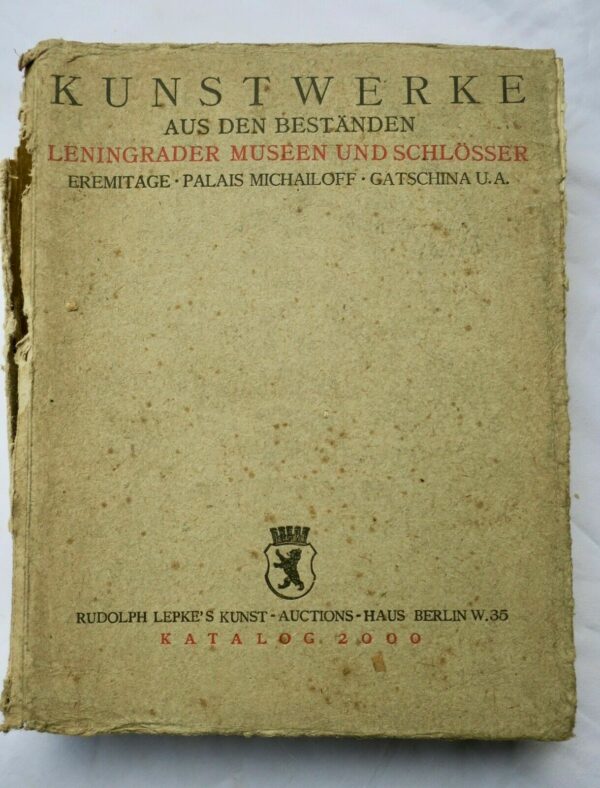 KUNSTWERKE
AUS DEN BESTÄNDEN
LENINGRADER MUSEEN UND SCHLÖSSER
EREMITAGE · PALAIS MICHAILOFF · GATSCHINA U.A.
RUDOLPH LEPKE'S KUNST-AUCTIONS-HAUS BERLIN W.35
KATALOG 2000